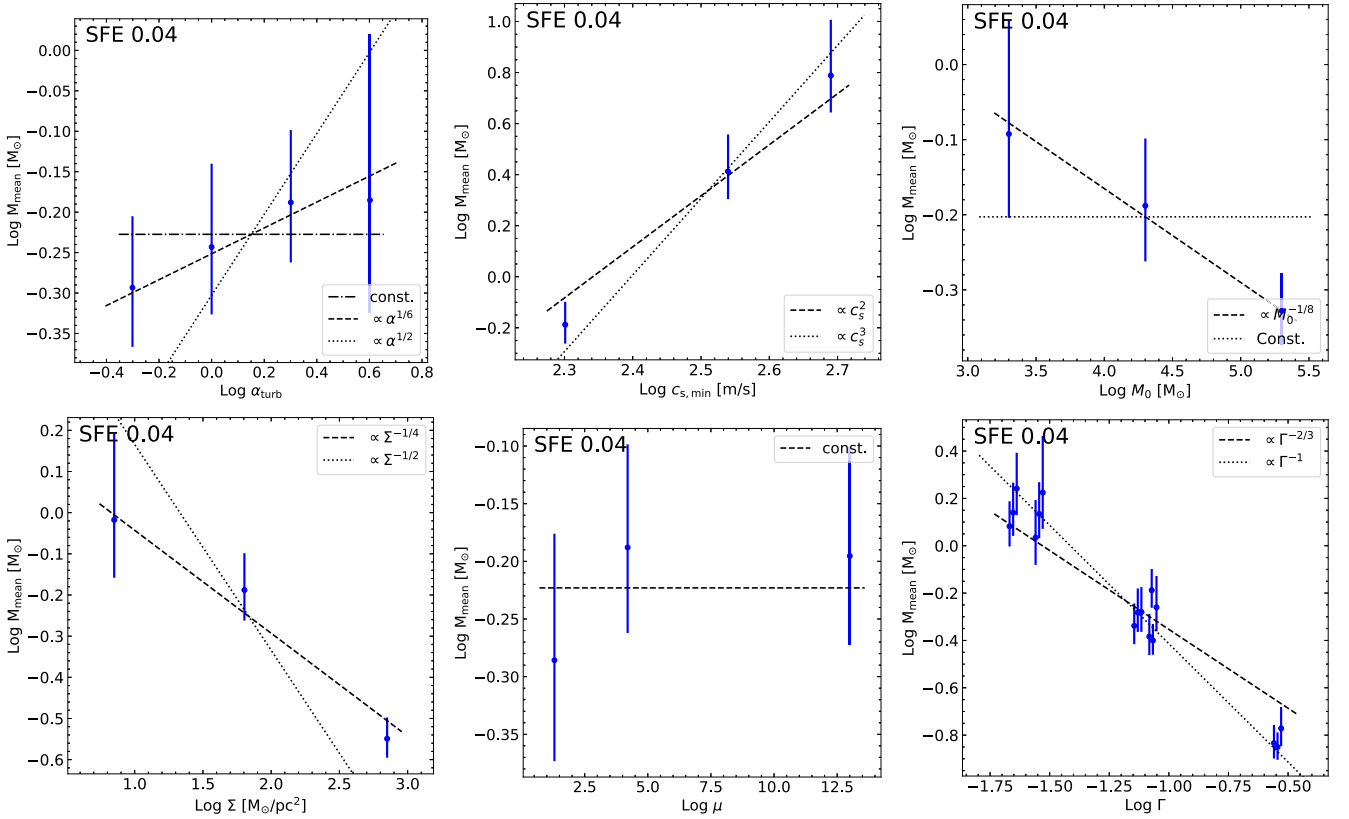 SFE 0.04
0.00
−0.05
−0.10
−0.15
−0.20
−0.25
−0.30
−0.35
Log M_mean [M_⊙]
const.
∝ α^{1/6}
∝ α^{1/2}
−0.4 −0.2 0.0 0.2 0.4 0.6 0.8
Log α_turb
SFE 0.04
1.0
0.8
0.6
0.4
0.2
0.0
−0.2
Log M_mean [M_⊙]
∝ c_s^2
∝ c_s^3
2.3 2.4 2.5 2.6 2.7
Log c_{s,min} [m/s]
SFE 0.04
0.0
−0.1
−0.2
−0.3
Log M_mean [M_⊙]
∝ M_0^{−1/8}
Const.
3.0 3.5 4.0 4.5 5.0 5.5
Log M_0 [M_⊙]
SFE 0.04
0.2
0.1
0.0
−0.1
−0.2
−0.3
−0.4
−0.5
−0.6
Log M_mean [M_⊙]
∝ Σ^{−1/4}
∝ Σ^{−1/2}
1.0 1.5 2.0 2.5 3.0
Log Σ [M_⊙/pc^2]
SFE 0.04
−0.10
−0.15
−0.20
−0.25
−0.30
−0.35
Log M_mean [M_⊙]
const.
2.5 5.0 7.5 10.0 12.5
Log μ
SFE 0.04
0.4
0.2
0.0
−0.2
−0.4
−0.6
−0.8
Log M_mean [M_⊙]
∝ Γ^{−2/3}
∝ Γ^{−1}
−1.75 −1.50 −1.25 −1.00 −0.75 −0.50
Log Γ